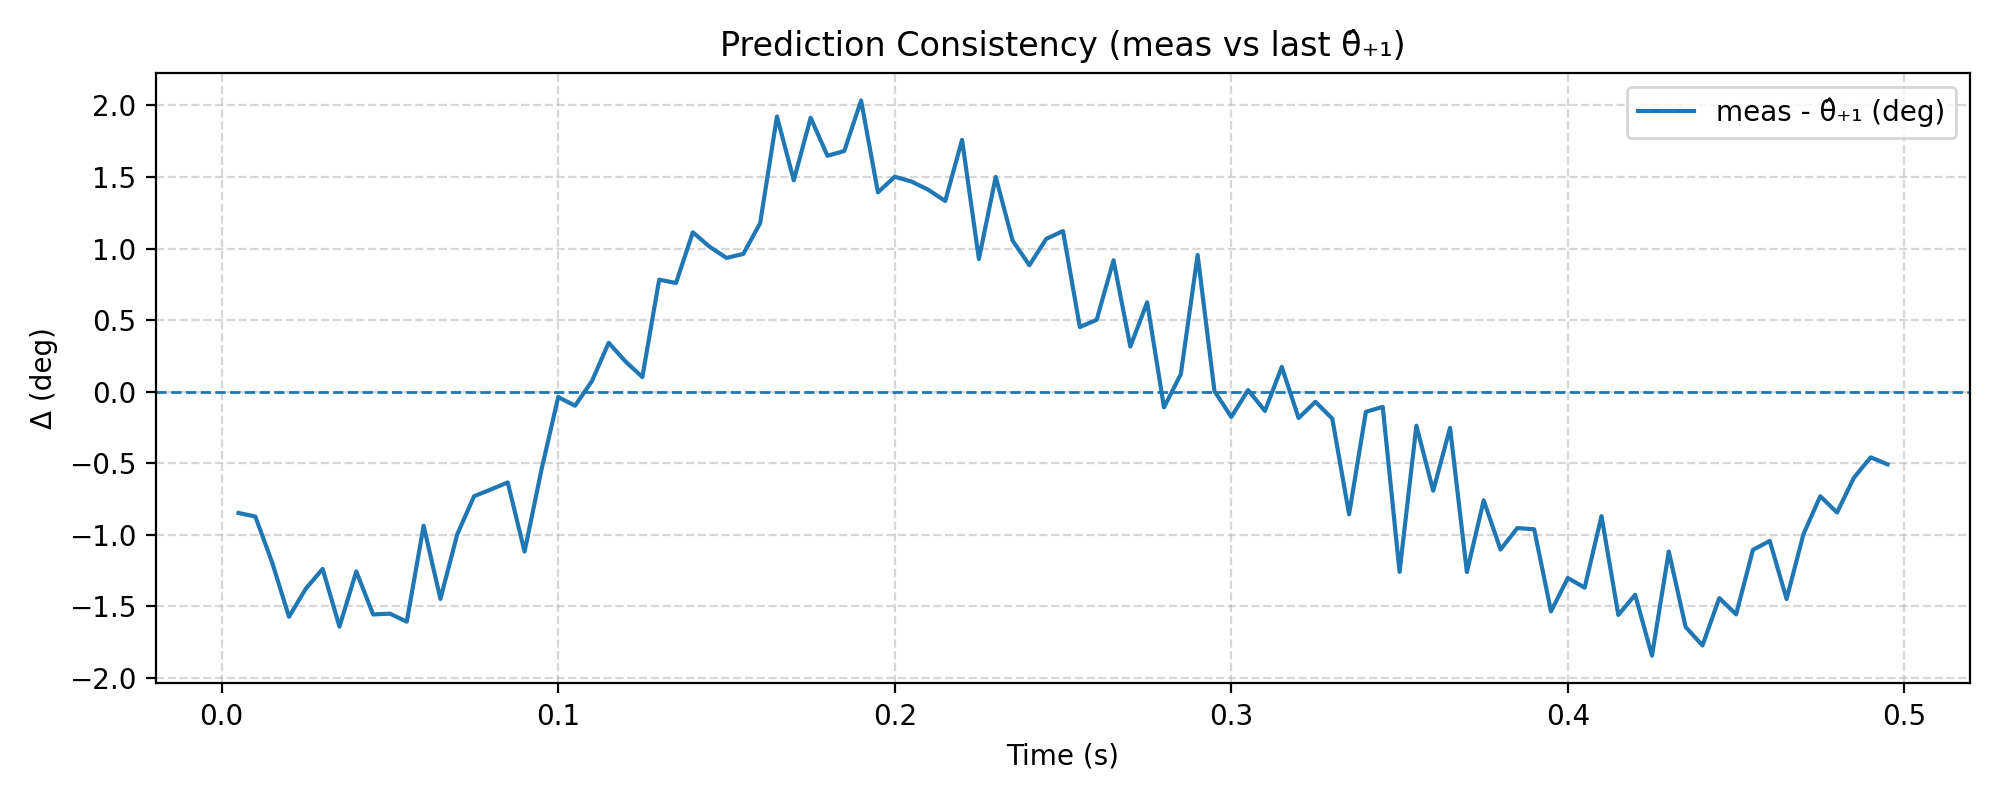 Prediction Consistency (meas vs last θ̂₊₁)
meas - θ̂₊₁ (deg)
Δ (deg)
2.0
1.5
1.0
0.5
0.0
−0.5
−1.0
−1.5
−2.0
0.0 0.1 0.2 0.3 0.4 0.5
Time (s)